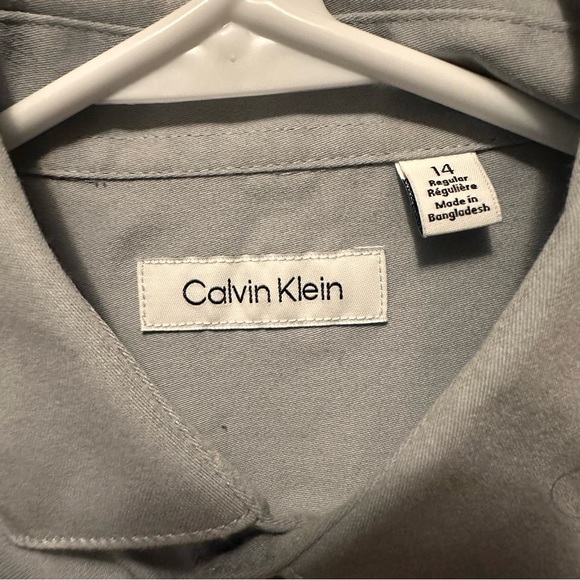 14
Regular
Régulière
Made in
Bangladesh
Calvin Klein